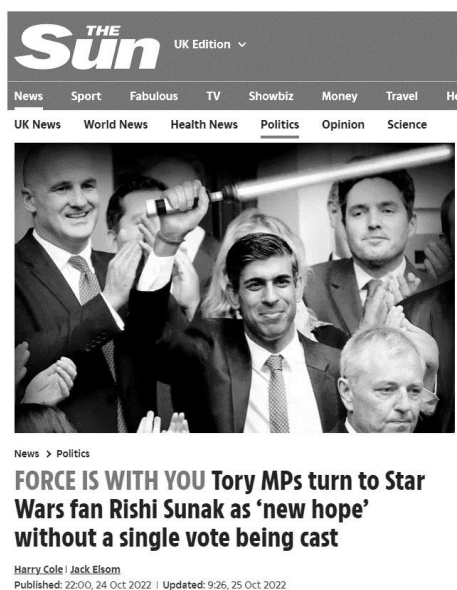 THE
Sun
UK Edition
News Sport Fabulous TV Showbiz Money Travel He
UK News World News Health News Politics Opinion Science
News > Politics
FORCE IS WITH YOU Tory MPs turn to Star
Wars fan Rishi Sunak as ‘new hope’
without a single vote being cast
Harry Cole | Jack Elsom
Published: 22:00, 24 Oct 2022 | Updated: 9:26, 25 Oct 2022